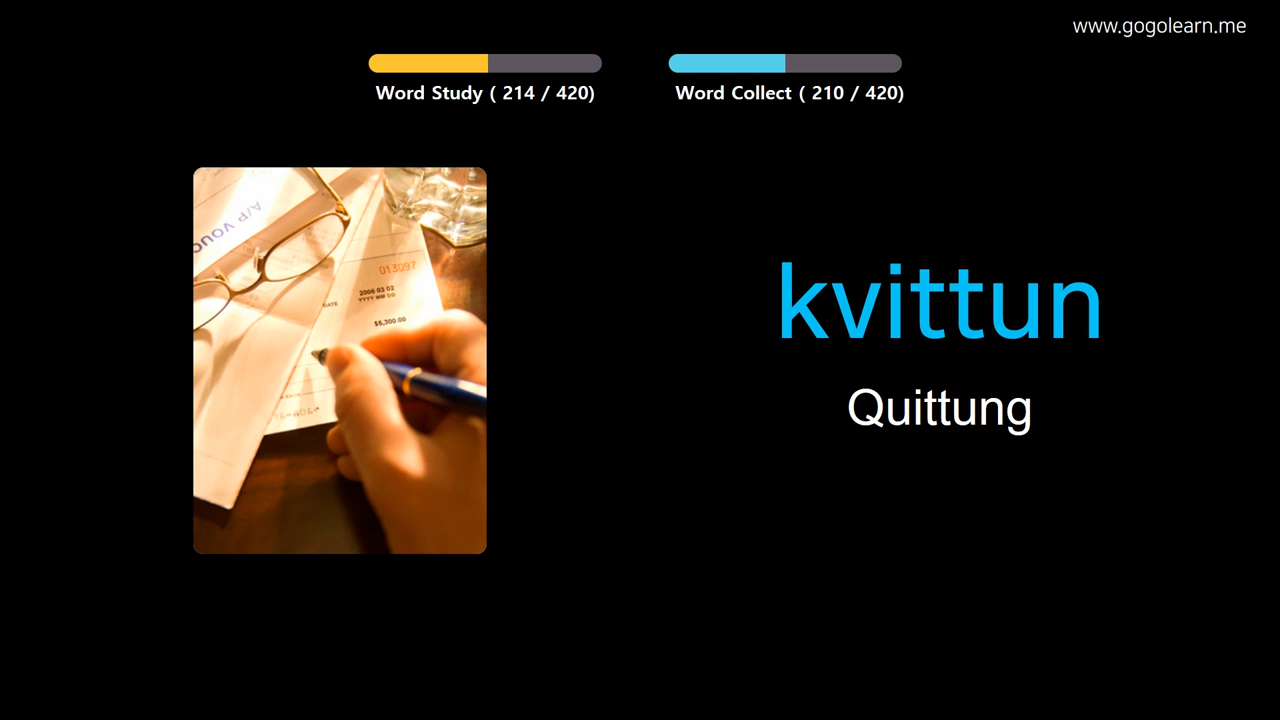 www.gogolearn.me
Word Study ( 214 / 420)
Word Collect ( 210 / 420)
A/P VOUC
013097
2006 03 02
YYYY MM DD
DATE
$5,300.00
kvittun
Quittung